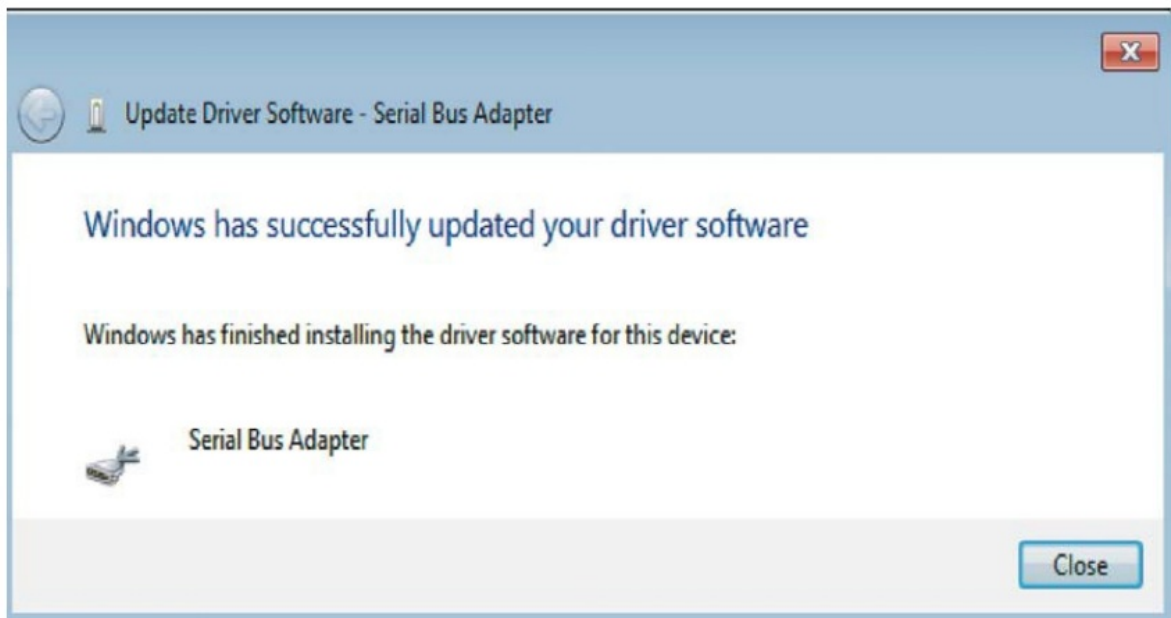 Update Driver Software - Serial Bus Adapter
Windows has successfully updated your driver software
Windows has finished installing the driver software for this device:
Serial Bus Adapter
Close